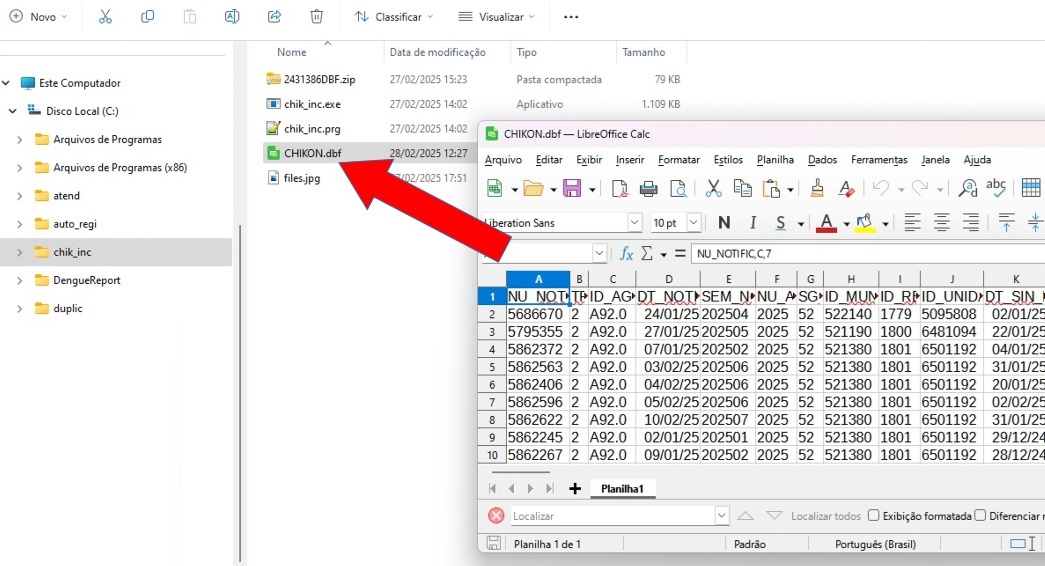 Novo
Classificar
Visualizar
Nome
Data de modificação
Tipo
Tamanho
Este Computador
Disco Local (C:)
Arquivos de Programas
Arquivos de Programas (x86)
atend
auto_regi
chik_inc
DengueReport
duplic
2431386DBF.zip 27/02/2025 15:23 Pasta compactada 79 KB
chik_inc.exe 27/02/2025 14:02 Aplicativo 1.109 KB
chik_inc.prg 27/02/2025 14:02
CHIKON.dbf 28/02/2025 12:27
files.jpg 27/02/2025 17:51
CHIKON.dbf — LibreOffice Calc
Arquivo Editar Exibir Inserir Formatar Estilos Planilha Dados Ferramentas Janela Ajuda
Liberation Sans 10 pt N I S A
NU_NOTIFIC,C,7
A B C D E F G H I J K
1 NU_NOT TP ID_AG DT_NOT SEM_N NU_A SG ID_MUN ID_RE ID_UNIDA DT_SIN_
2 5686670 2 A92.0 24/01/25 202504 2025 52 522140 1779 5095808 02/01/25
3 5795355 2 A92.0 27/01/25 202505 2025 52 521190 1800 6481094 22/01/25
4 5862372 2 A92.0 07/01/25 202502 2025 52 521380 1801 6501192 04/01/25
5 5862563 2 A92.0 03/02/25 202506 2025 52 521380 1801 6501192 31/01/25
6 5862406 2 A92.0 04/02/25 202506 2025 52 521380 1801 6501192 20/01/25
7 5862596 2 A92.0 05/02/25 202506 2025 52 521380 1801 6501192 02/02/25
8 5862622 2 A92.0 10/02/25 202507 2025 52 521380 1801 6501192 31/01/25
9 5862245 2 A92.0 02/01/25 202501 2025 52 521380 1801 6501192 29/12/24
10 5862267 2 A92.0 09/01/25 202502 2025 52 521380 1801 6501192 28/12/24
Planilha1
Localizar Localizar todos Exibição formatada Diferenciar
Planilha 1 de 1 Padrão Português (Brasil)